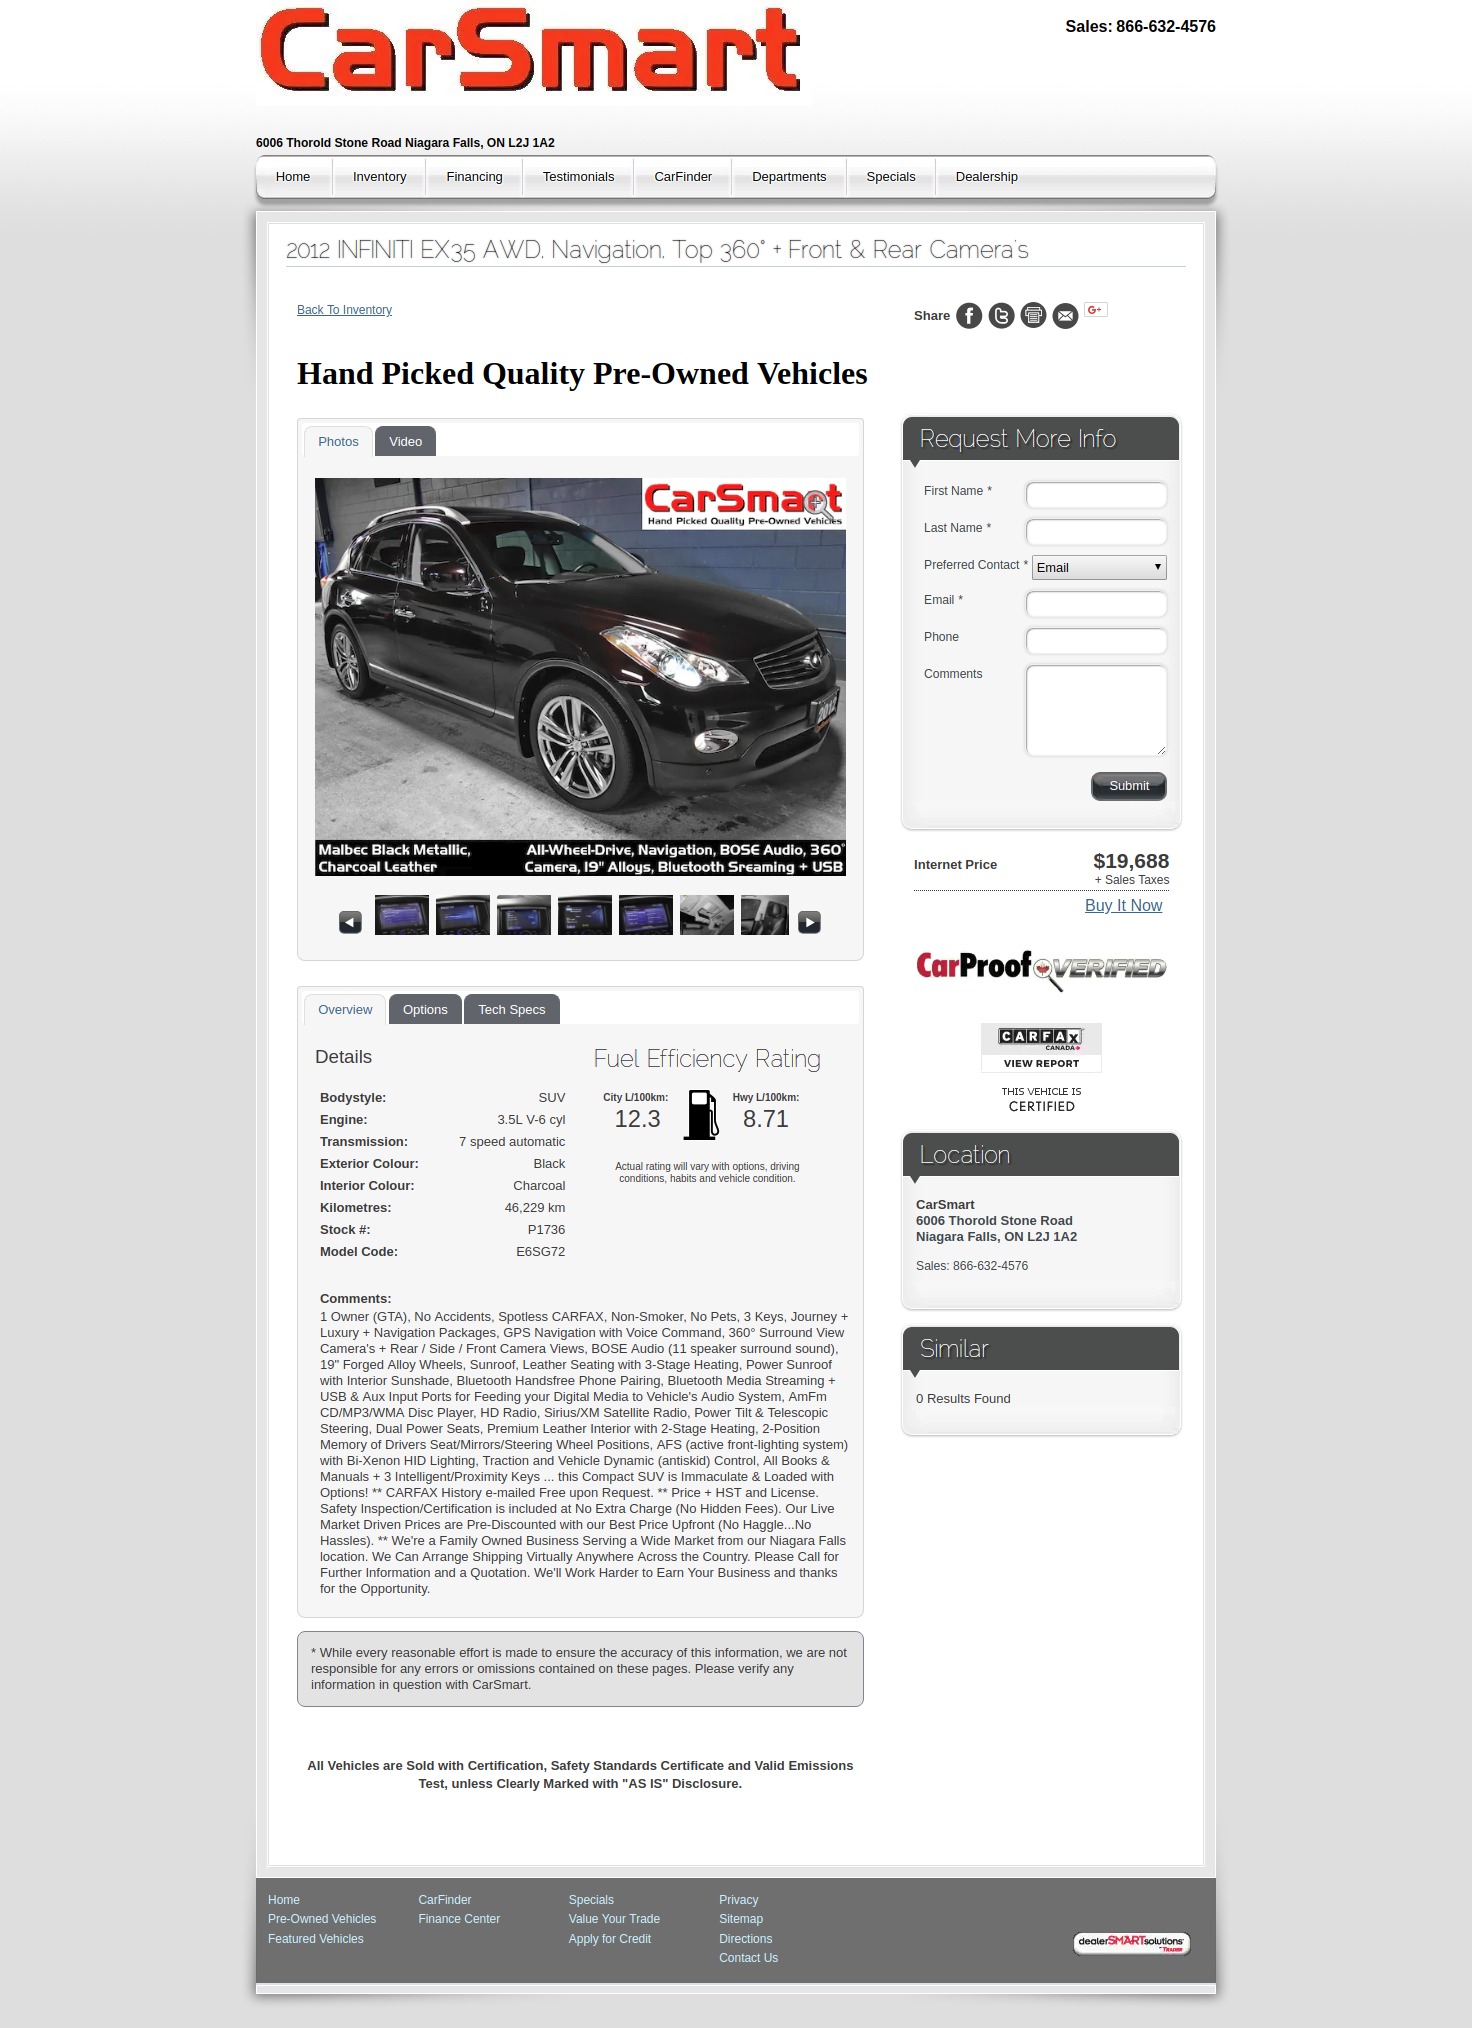 CarSmart
Sales: 866-632-4576
6006 Thorold Stone Road Niagara Falls, ON L2J 1A2
Home
Inventory
Financing
Testimonials
CarFinder
Departments
Specials
Dealership
2012 INFINITI EX35 AWD, Navigation, Top 360° + Front & Rear Camera's
Back To Inventory
Share
G+
Hand Picked Quality Pre-Owned Vehicles
Photos
Video
CarSmart
Hand Picked Quality Pre-Owned Vehicles
2012
Malbec Black Metallic,
Charcoal Leather
All-Wheel-Drive, Navigation, BOSE Audio, 360°
Camera, 19" Alloys, Bluetooth Sreaming + USB
Request More Info
First Name *
Last Name *
Preferred Contact * Email
Email *
Phone
Comments
Submit
Internet Price $19,688
+ Sales Taxes
Buy It Now
CarProof VERIFIED
CARFAX
CANADA
VIEW REPORT
THIS VEHICLE IS
CERTIFIED
Overview
Options
Tech Specs
Details
Bodystyle: SUV
Engine: 3.5L V-6 cyl
Transmission: 7 speed automatic
Exterior Colour: Black
Interior Colour: Charcoal
Kilometres: 46,229 km
Stock #: P1736
Model Code: E6SG72
Fuel Efficiency Rating
City L/100km:
12.3
Hwy L/100km:
8.71
Actual rating will vary with options, driving
conditions, habits and vehicle condition.
Comments:
1 Owner (GTA), No Accidents, Spotless CARFAX, Non-Smoker, No Pets, 3 Keys, Journey +
Luxury + Navigation Packages, GPS Navigation with Voice Command, 360° Surround View
Camera's + Rear / Side / Front Camera Views, BOSE Audio (11 speaker surround sound),
19" Forged Alloy Wheels, Sunroof, Leather Seating with 3-Stage Heating, Power Sunroof
with Interior Sunshade, Bluetooth Handsfree Phone Pairing, Bluetooth Media Streaming +
USB & Aux Input Ports for Feeding your Digital Media to Vehicle's Audio System, AmFm
CD/MP3/WMA Disc Player, HD Radio, Sirius/XM Satellite Radio, Power Tilt & Telescopic
Steering, Dual Power Seats, Premium Leather Interior with 2-Stage Heating, 2-Position
Memory of Drivers Seat/Mirrors/Steering Wheel Positions, AFS (active front-lighting system)
with Bi-Xenon HID Lighting, Traction and Vehicle Dynamic (antiskid) Control, All Books &
Manuals + 3 Intelligent/Proximity Keys ... this Compact SUV is Immaculate & Loaded with
Options! ** CARFAX History e-mailed Free upon Request. ** Price + HST and License.
Safety Inspection/Certification is included at No Extra Charge (No Hidden Fees). Our Live
Market Driven Prices are Pre-Discounted with our Best Price Upfront (No Haggle...No
Hassles). ** We're a Family Owned Business Serving a Wide Market from our Niagara Falls
location. We Can Arrange Shipping Virtually Anywhere Across the Country. Please Call for
Further Information and a Quotation. We'll Work Harder to Earn Your Business and thanks
for the Opportunity.
Location
CarSmart
6006 Thorold Stone Road
Niagara Falls, ON L2J 1A2
Sales: 866-632-4576
Similar
0 Results Found
* While every reasonable effort is made to ensure the accuracy of this information, we are not
responsible for any errors or omissions contained on these pages. Please verify any
information in question with CarSmart.
All Vehicles are Sold with Certification, Safety Standards Certificate and Valid Emissions
Test, unless Clearly Marked with "AS IS" Disclosure.
Home
Pre-Owned Vehicles
Featured Vehicles
CarFinder
Finance Center
Specials
Value Your Trade
Apply for Credit
Privacy
Sitemap
Directions
Contact Us
dealerSMARTsolutions
TRADER